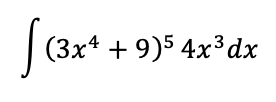 ∫(3x⁴ + 9)⁵ 4x³dx